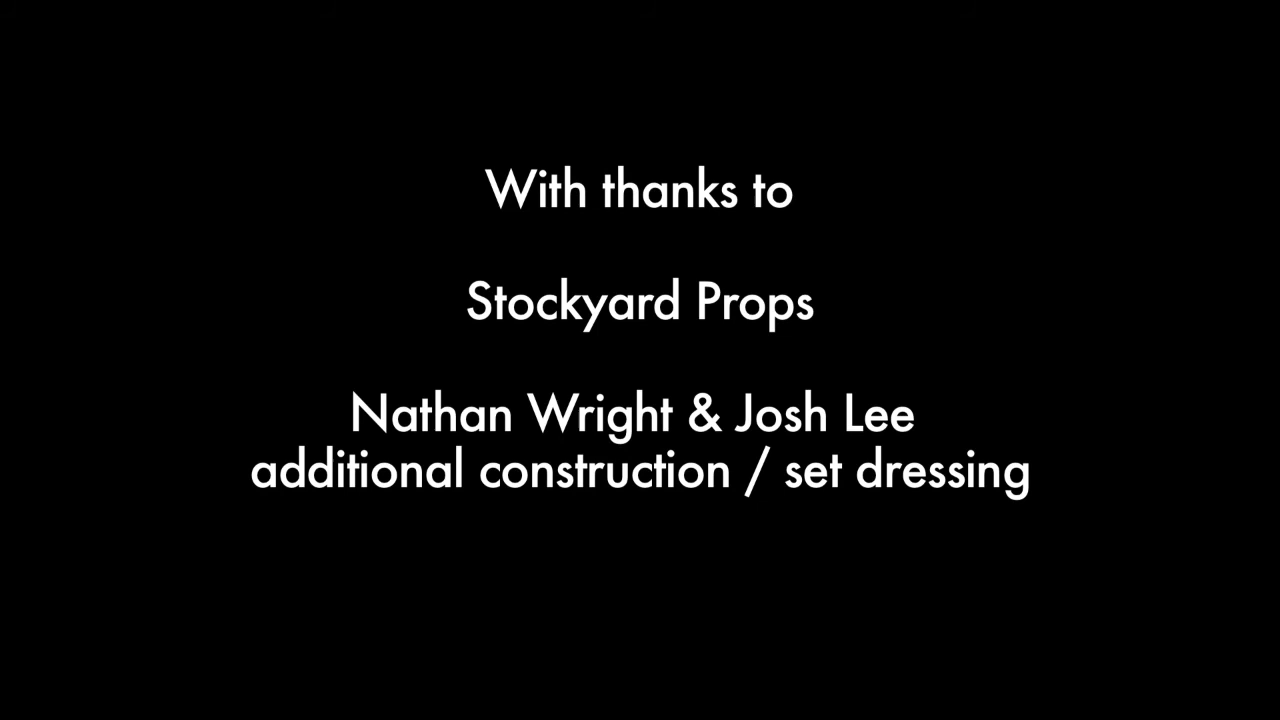 With thanks to
Stockyard Props
Nathan Wright & Josh Lee
additional construction / set dressing